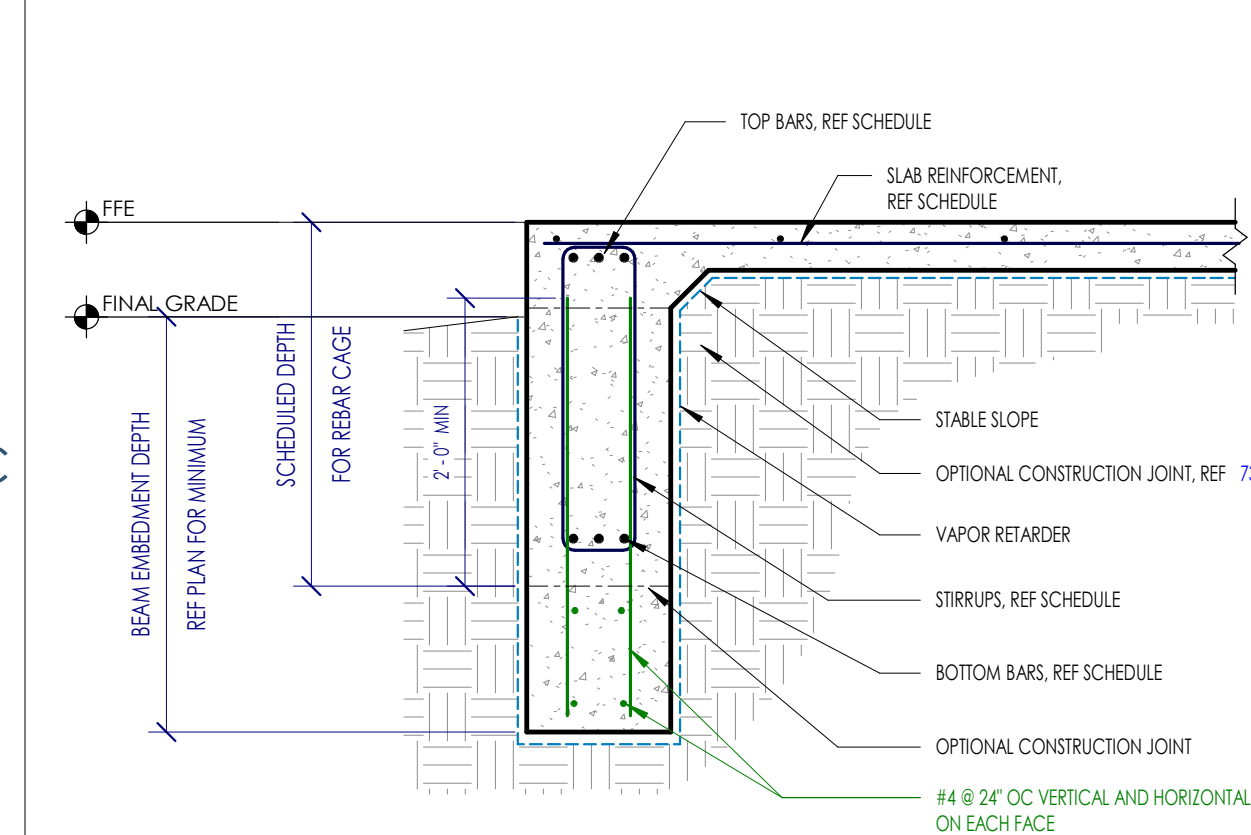 TOP BARS, REF SCHEDULE
SLAB REINFORCEMENT,
REF SCHEDULE
FFE
FINAL GRADE
BEAM EMBEDMENT DEPTH
REF PLAN FOR MINIMUM
SCHEDULED DEPTH
FOR REBAR CAGE
2'-0" MIN
STABLE SLOPE
OPTIONAL CONSTRUCTION JOINT, REF
VAPOR RETARDER
STIRRUPS, REF SCHEDULE
BOTTOM BARS, REF SCHEDULE
OPTIONAL CONSTRUCTION JOINT
#4 @ 24" OC VERTICAL AND HORIZONTAL
ON EACH FACE